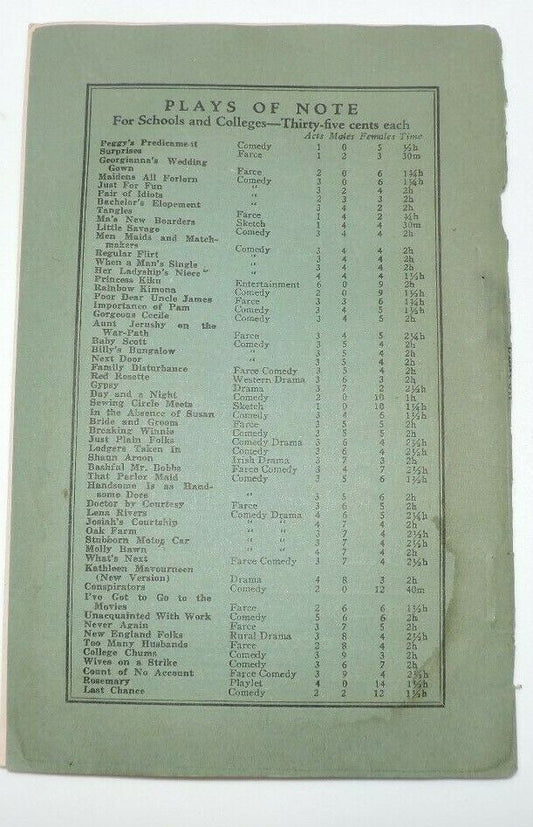 PLAYS OF NOTE
For Schools and Colleges—Thirty-five cents each
Acts Males Females Time
Peggy's Predicament Comedy 1 0 5 ½h
Surprises Farce 1 2 3 30m
Georgianna's Wedding
Gown Farce 2 0 6 1¾h
Maidens All Forlorn Comedy 3 0 6 1¾h
Just For Fun " 3 2 4 2h
Pair of Idiots " 2 3 3 2h
Bachelor's Elopement " 3 4 2 2h
Tangles Farce 1 4 2 ¾h
Ma's New Boarders Sketch 1 4 4 30m
Little Savage Comedy 3 4 4 2h
Men Maids and Match-
makers Comedy 3 4 4 2h
Regular Flirt " 3 4 4 2h
When a Man's Single " 3 4 4 2h
Her Ladyship's Niece " 4 4 4 1½h
Princess Kiku Entertainment 6 0 9 2h
Rainbow Kimona Comedy 2 0 9 1½h
Poor Dear Uncle James Farce 3 3 6 1¾h
Importance of Pam Comedy 3 4 5 1½h
Gorgeous Cecile Comedy 3 4 5 2h
Aunt Jerushy on the
War-Path Farce 3 4 5 2¼h
Baby Scott Comedy 3 5 4 2h
Billy's Bungalow " 3 5 4 2h
Next Door " 3 5 4 2h
Family Disturbance Farce Comedy 3 5 4 2h
Red Rosette Western Drama 3 6 3 2h
Gypsy Drama 3 7 2 2½h
Day and a Night Comedy 2 0 10 1h
Sewing Circle Meets Sketch 1 0 10 1¼h
In the Absence of Susan Comedy 3 4 6 1½h
Bride and Groom Farce 3 5 5 2h
Breaking Winnie Comedy 3 5 5 2h
Just Plain Folks Comedy Drama 3 6 4 2½h
Lodgers Taken In Comedy 3 6 4 2½h
Shaun Aroon Irish Drama 3 7 3 2h
Bashful Mr. Bobbs Farce Comedy 3 4 7 2½h
That Parlor Maid Comedy 3 5 6 1½h
Handsome Is as Hand-
some Does " 3 5 6 2h
Doctor by Courtesy Farce 3 6 5 2h
Lena Rivers Comedy Drama 4 6 5 2¼h
Josiah's Courtship " " 4 7 4 2h
Oak Farm " " 3 7 4 2½h
Stubborn Motor Car " " 3 7 4 2½h
Molly Bawn " " 4 7 4 2h
What's Next Farce Comedy 3 7 4 2½h
Kathleen Mavourneen
(New Version) Drama 4 8 3 2h
Conspirators Comedy 2 0 12 40m
I've Got to Go to the
Movies Farce 2 6 6 1½h
Unacquainted With Work Comedy 5 6 6 2h
Never Again Farce 3 7 5 2h
New England Folks Rural Drama 3 8 4 2½h
Too Many Husbands Farce 2 8 4 2h
College Chums Comedy 3 9 3 2h
Wives on a Strike Comedy 3 6 7 2h
Count of No Account Farce Comedy 3 9 4 2½h
Rosemary Playlet 4 0 14 1½h
Last Chance Comedy 2 2 12 1½h